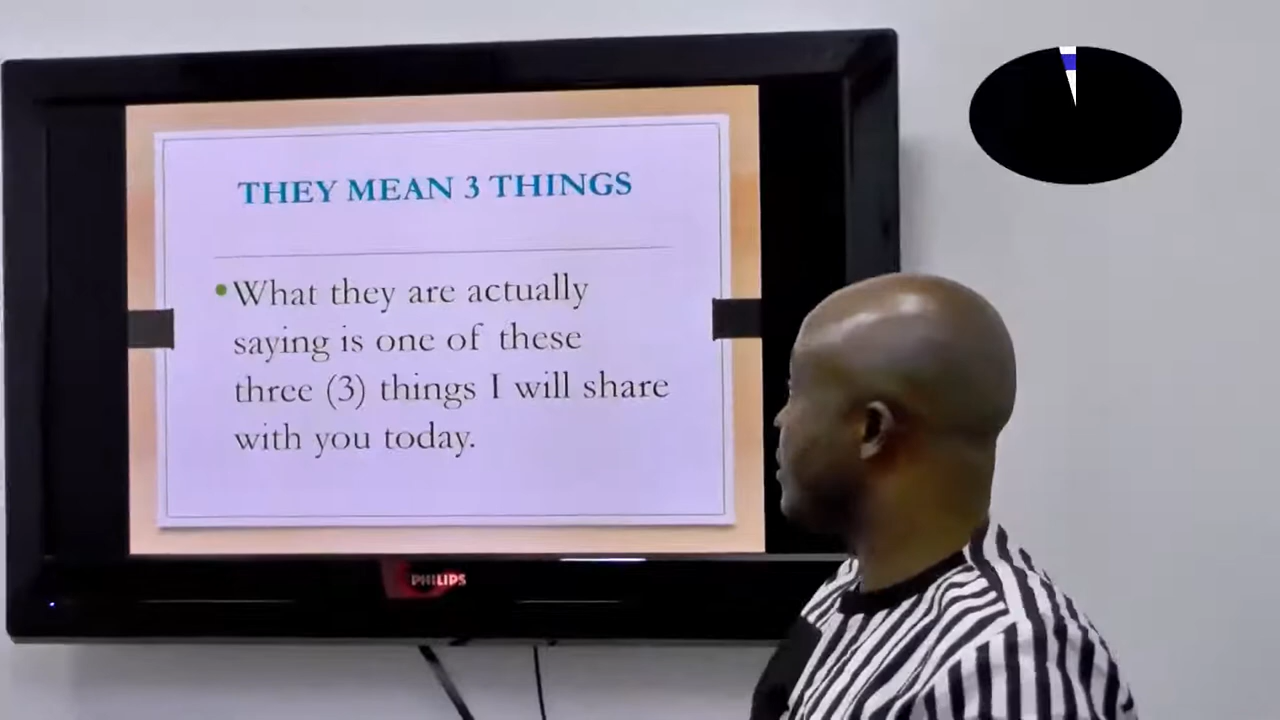 THEY MEAN 3 THINGS
•What they are actually
saying is one of these
three (3) things I will share
with you today.
PHILIPS